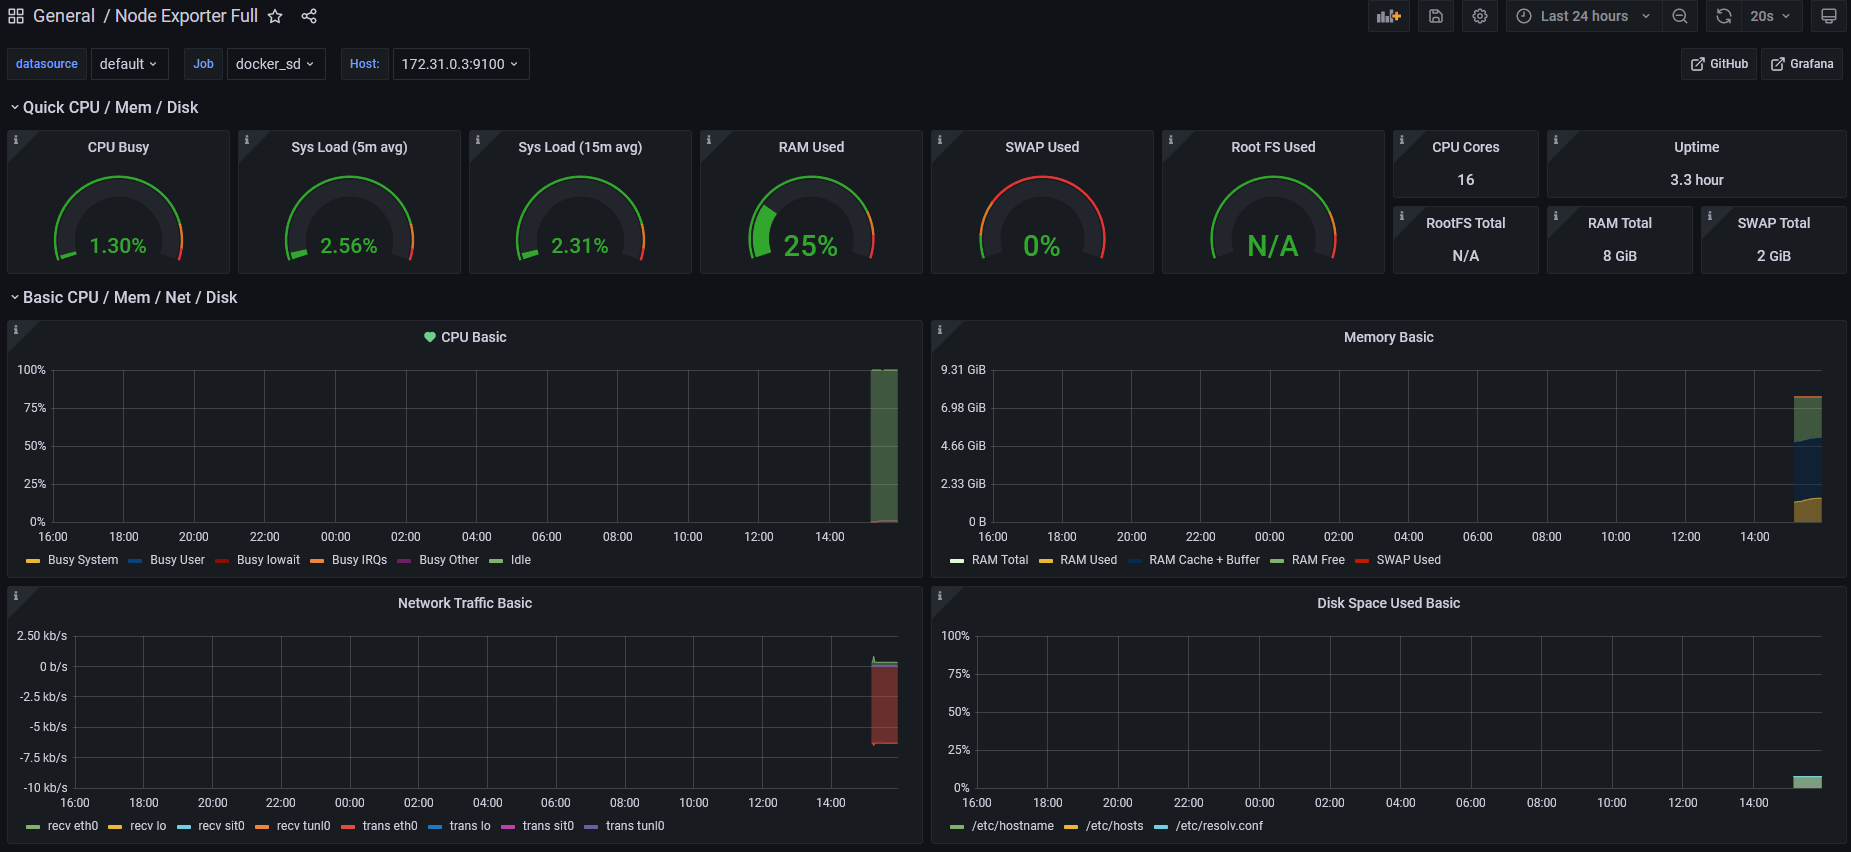 General / Node Exporter Full
Last 24 hours
20s
datasource default Job docker_sd Host: 172.31.0.3:9100
GitHub Grafana
Quick CPU / Mem / Disk
CPU Busy
1.30%
Sys Load (5m avg)
2.56%
Sys Load (15m avg)
2.31%
RAM Used
25%
SWAP Used
0%
Root FS Used
N/A
CPU Cores
16
Uptime
3.3 hour
RootFS Total
N/A
RAM Total
8 GiB
SWAP Total
2 GiB
Basic CPU / Mem / Net / Disk
CPU Basic
100%
75%
50%
25%
0%
16:00 18:00 20:00 22:00 00:00 02:00 04:00 06:00 08:00 10:00 12:00 14:00
Busy System Busy User Busy Iowait Busy IRQs Busy Other Idle
Memory Basic
9.31 GiB
6.98 GiB
4.66 GiB
2.33 GiB
0 B
16:00 18:00 20:00 22:00 00:00 02:00 04:00 06:00 08:00 10:00 12:00 14:00
RAM Total RAM Used RAM Cache + Buffer RAM Free SWAP Used
Network Traffic Basic
2.50 kb/s
0 b/s
-2.5 kb/s
-5 kb/s
-7.5 kb/s
-10 kb/s
16:00 18:00 20:00 22:00 00:00 02:00 04:00 06:00 08:00 10:00 12:00 14:00
recv eth0 recv lo recv sit0 recv tunl0 trans eth0 trans lo trans sit0 trans tunl0
Disk Space Used Basic
100%
75%
50%
25%
0%
16:00 18:00 20:00 22:00 00:00 02:00 04:00 06:00 08:00 10:00 12:00 14:00
/etc/hostname /etc/hosts /etc/resolv.conf